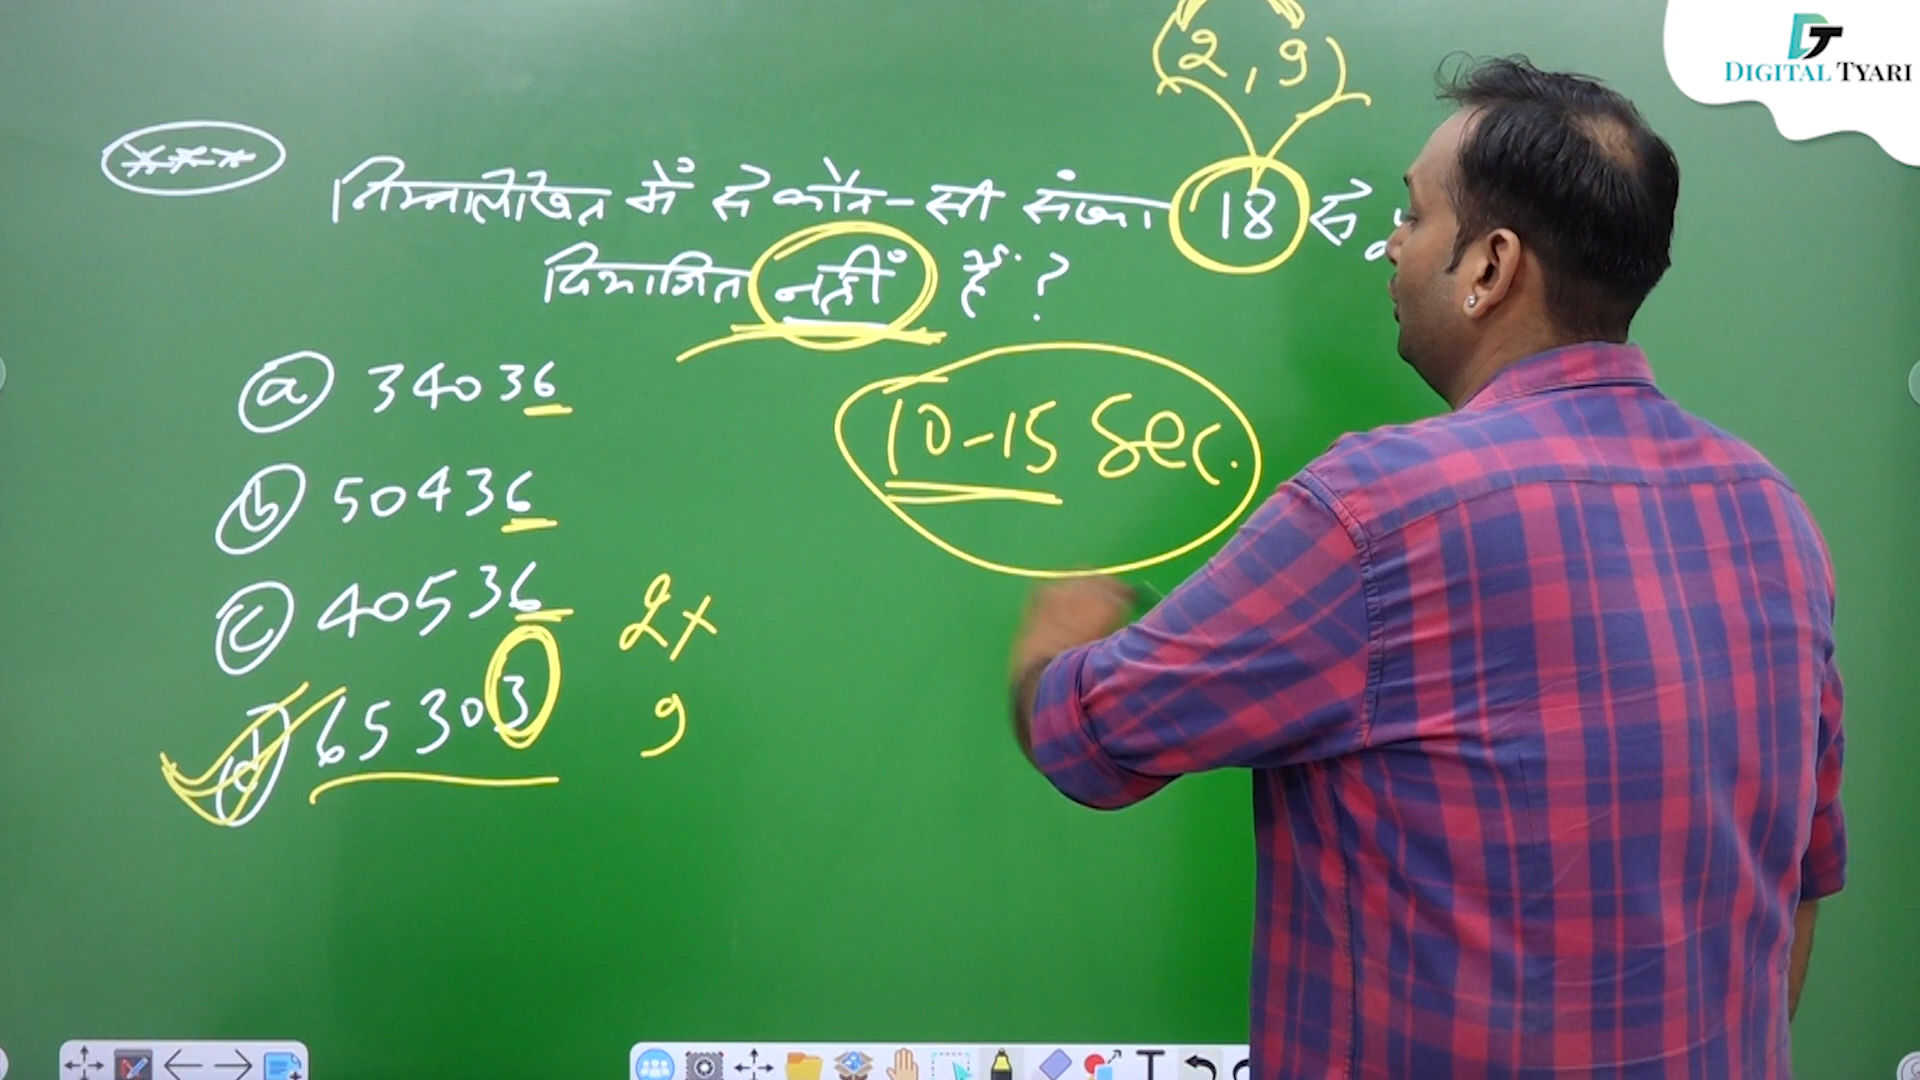 2, 9
DIGITAL TYARI
***
निम्नलिखित में से कौन-सी संख्या 18 से
विभाजित नहीं है ?
(a) 34036
10-15 Sec.
(b) 50436
(c) 40536
2x
(d) 65303
9